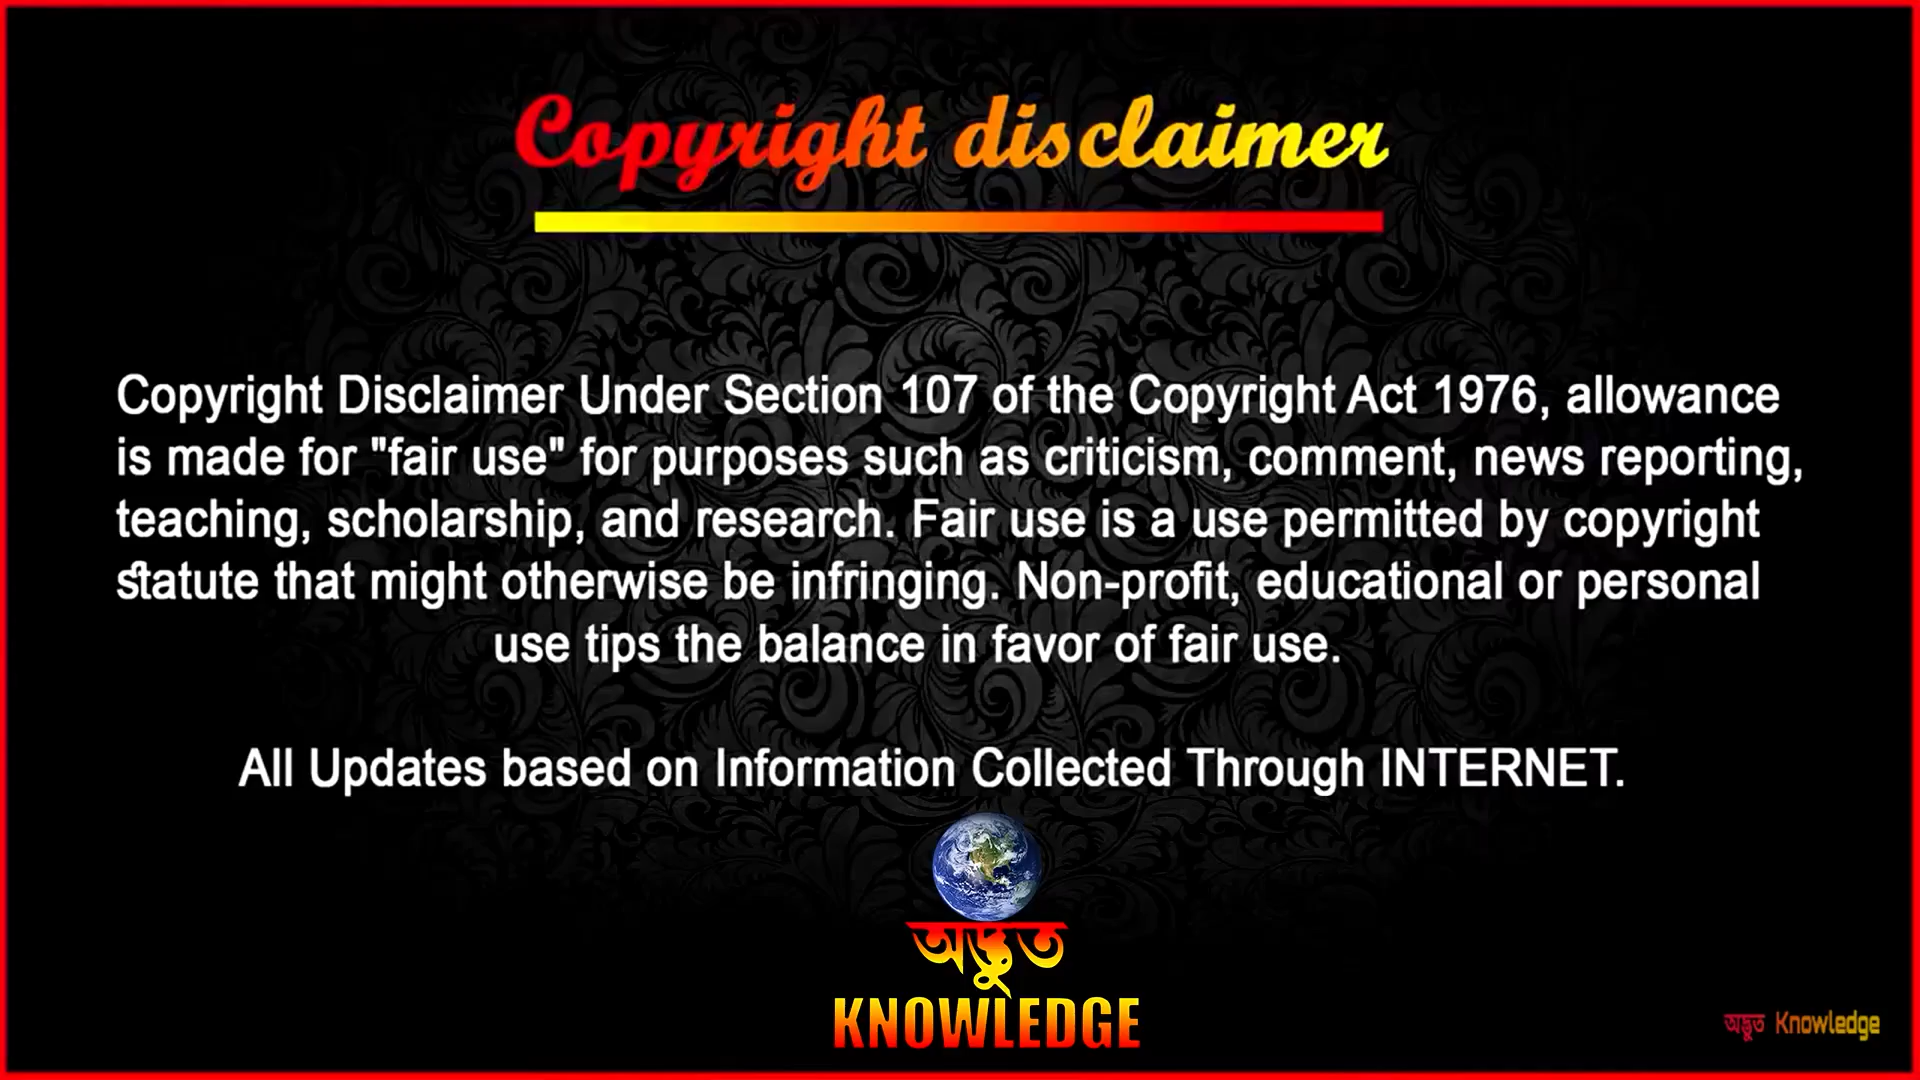 Copyright disclaimer
Copyright Disclaimer Under Section 107 of the Copyright Act 1976, allowance
is made for "fair use" for purposes such as criticism, comment, news reporting,
teaching, scholarship, and research. Fair use is a use permitted by copyright
statute that might otherwise be infringing. Non-profit, educational or personal
use tips the balance in favor of fair use.
All Updates based on Information Collected Through INTERNET.
অদ্ভুত
KNOWLEDGE
অদ্ভুত Knowledge